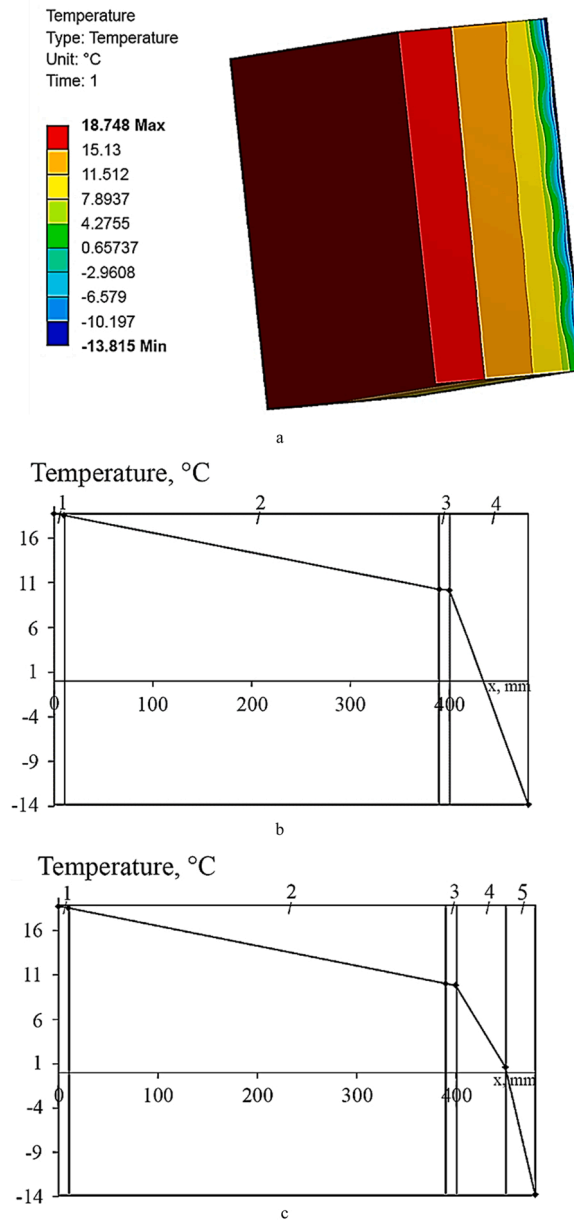 Temperature
Type: Temperature
Unit: °C
Time: 1
18.748 Max
15.13
11.512
7.8937
4.2755
0.65737
-2.9608
-6.579
-10.197
-13.815 Min
a
Temperature, °C
1 2 3 4
16
11
6
1
x, mm
0 100 200 300 400
-4
-9
-14
b
Temperature, °C
1 2 3 4 5
16
11
6
1
x, mm
0 100 200 300 400
-4
-9
-14
c